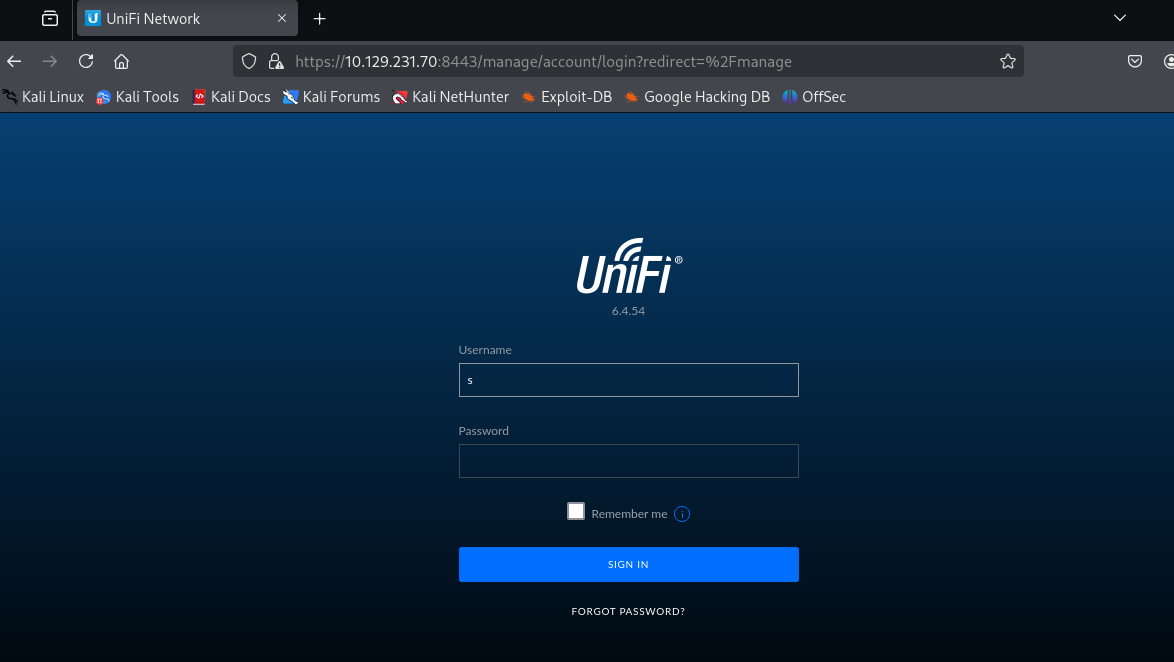 UniFi Network
https://10.129.231.70:8443/manage/account/login?redirect=%2Fmanage
Kali Linux Kali Tools Kali Docs Kali Forums Kali NetHunter Exploit-DB Google Hacking DB OffSec
UniFi®
6.4.54
Username
s
Password
Remember me
SIGN IN
FORGOT PASSWORD?